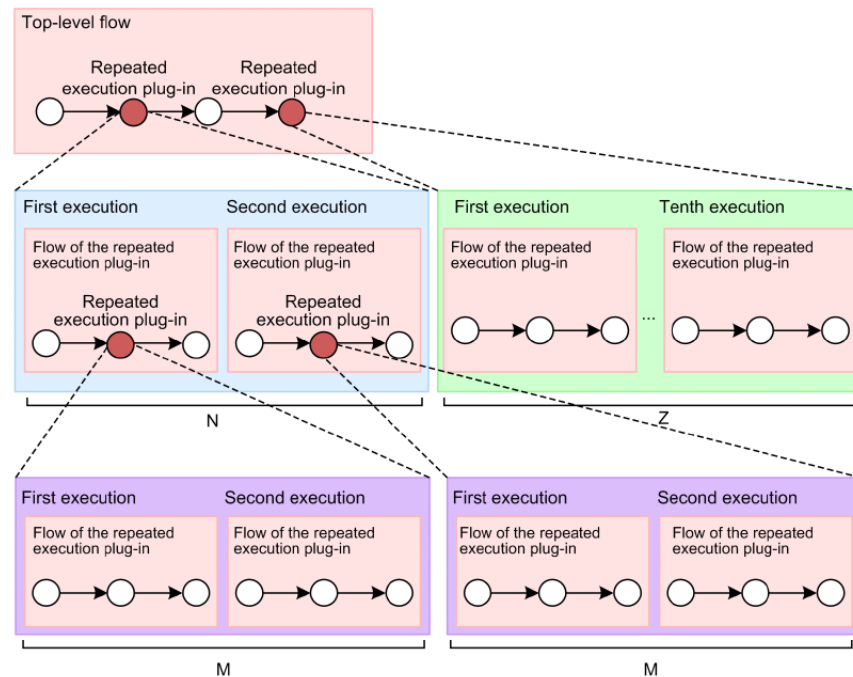 Top-level flow
Repeated
execution plug-in
Repeated
execution plug-in
First execution
Second execution
Flow of the repeated
execution plug-in
Flow of the repeated
execution plug-in
Repeated
execution plug-in
Repeated
execution plug-in
N
First execution
Tenth execution
Flow of the repeated
execution plug-in
Flow of the repeated
execution plug-in
...
Z
First execution
Second execution
Flow of the repeated
execution plug-in
Flow of the repeated
execution plug-in
M
First execution
Second execution
Flow of the repeated
execution plug-in
Flow of the repeated
execution plug-in
M